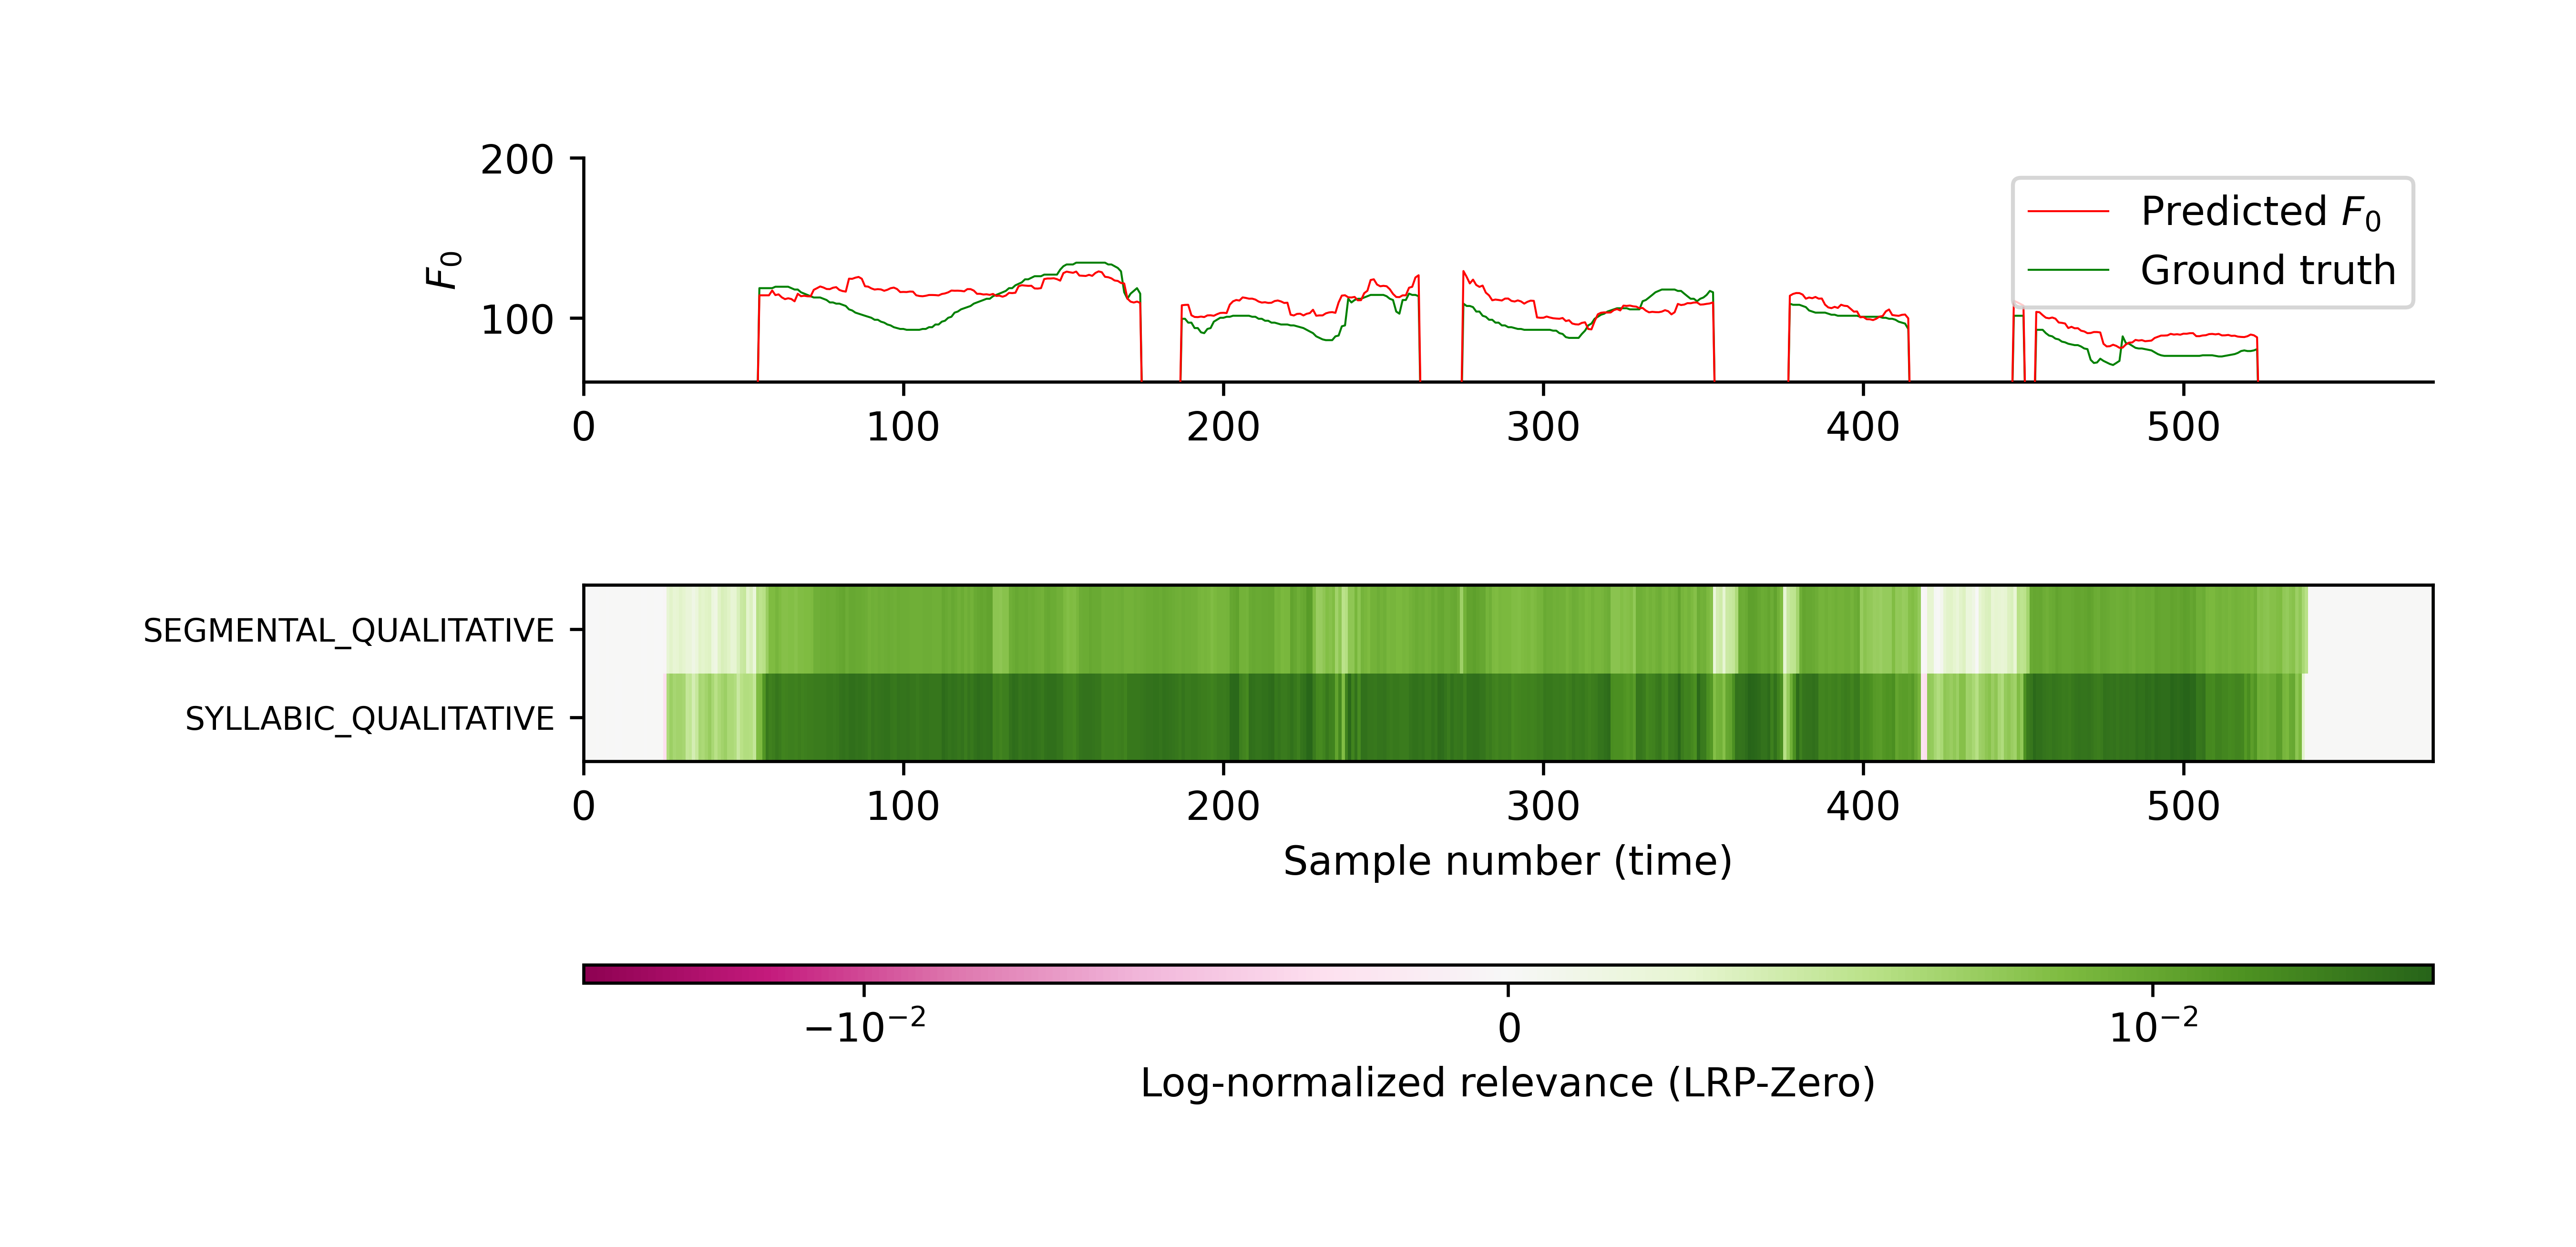 200
100
F₀
Predicted F₀
Ground truth
0 100 200 300 400 500
SEGMENTAL_QUALITATIVE
SYLLABIC_QUALITATIVE
0 100 200 300 400 500
Sample number (time)
−10⁻² 0 10⁻²
Log-normalized relevance (LRP-Zero)